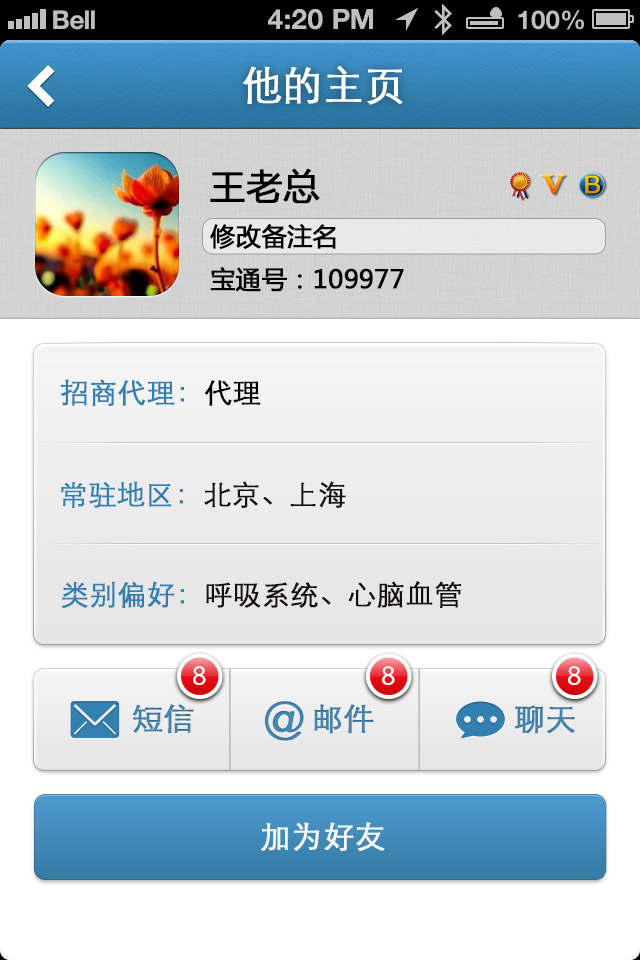 Bell 4:20 PM 100%
他的主页
王老总 V B
修改备注名
宝通号：109977
招商代理： 代理
常驻地区： 北京、上海
类别偏好： 呼吸系统、心脑血管
8 8 8
短信 @邮件 聊天
加为好友